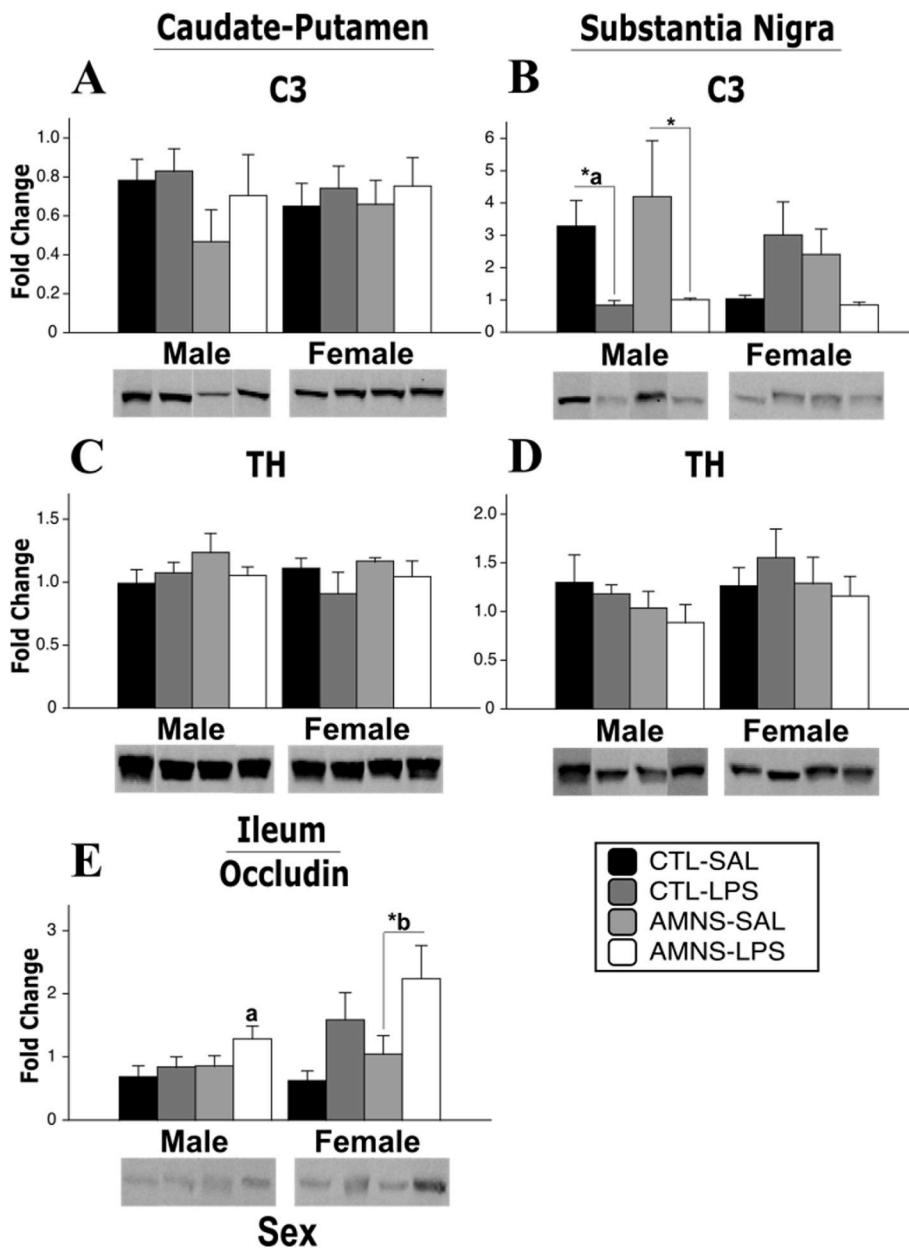 Caudate-Putamen
Substantia Nigra
A
C3
Fold Change
1.0
0.8
0.6
0.4
0.2
0
Male Female
B
C3
6
5
4
3
2
1
0
*a
*
Male Female
C
TH
Fold Change
1.5
1.0
0.5
0
Male Female
D
TH
2.0
1.5
1.0
0.5
0
Male Female
E
Ileum
Occludin
Fold Change
3
2
1
0
a
*b
Male Female
Sex
CTL-SAL
CTL-LPS
AMNS-SAL
AMNS-LPS